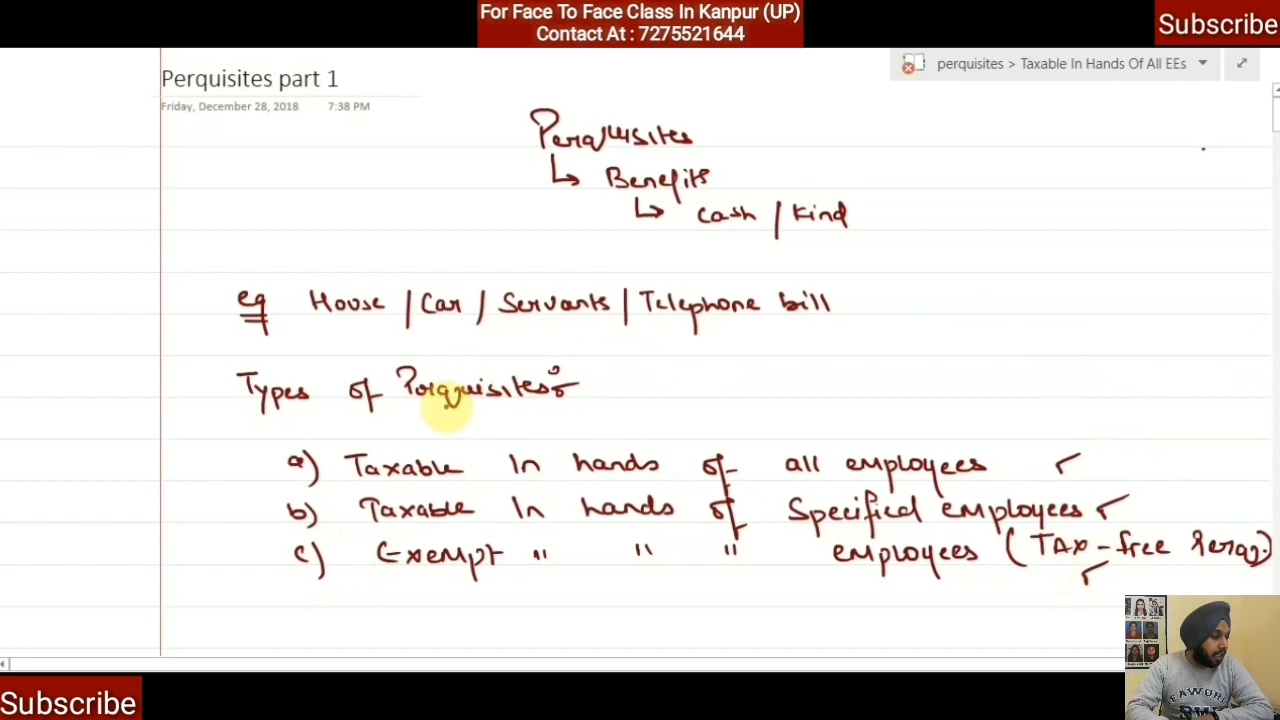 For Face To Face Class In Kanpur (UP)
Contact At : 7275521644
Subscribe
perquisites > Taxable In Hands Of All EEs
Perquisites part 1
Friday, December 28, 2018 7:38 PM
Perquisites
↳ Benefits
↳ Cash / Kind
eg House / Car / Servants / Telephone bill
Types of Perquisites :-
a) Taxable In hands of all employees ✓
b) Taxable In hands of Specified employees ✓
c) Exempt " " " employees (TAX-free Perq.)
✓
Subscribe